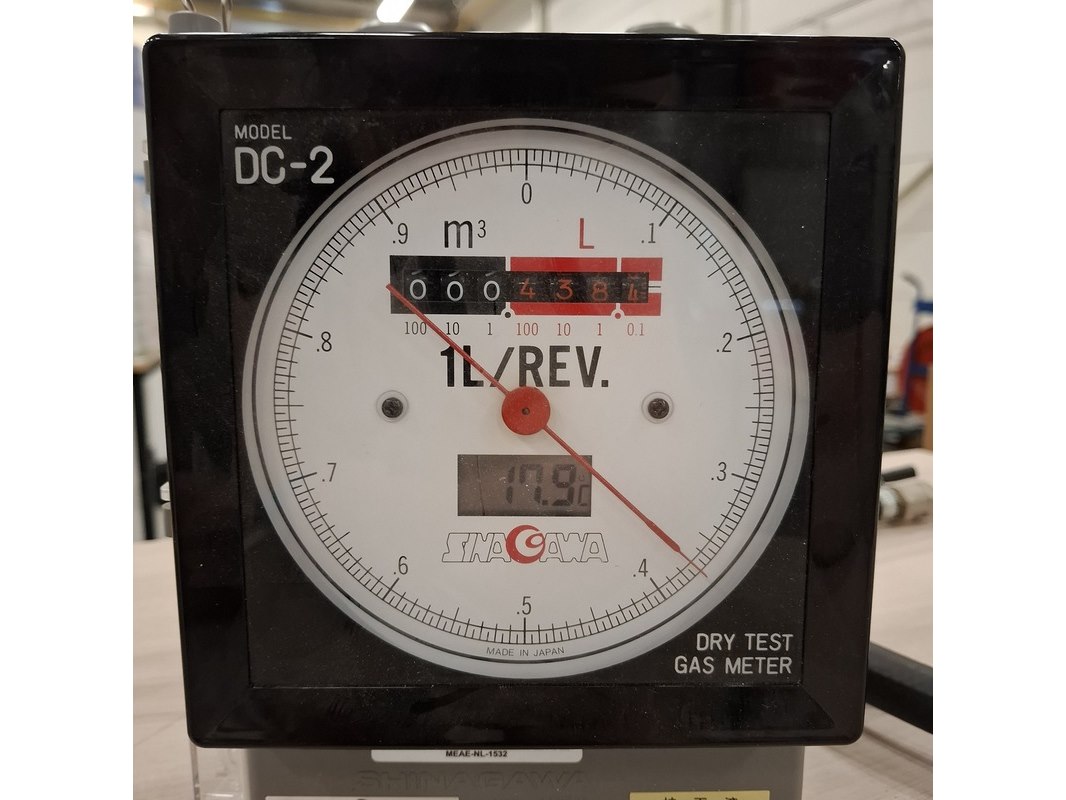 MODEL
DC-2
0
.9 m³ L .1
0 0 0 4 3 8 4
100 10 1 100 10 1 0.1
.8 .2
1L/REV.
17.9°C
.7 .3
SINAGAWA
.6 .4
.5
MADE IN JAPAN
DRY TEST
GAS METER
MEAE-NL-1532
SHINAGAWA